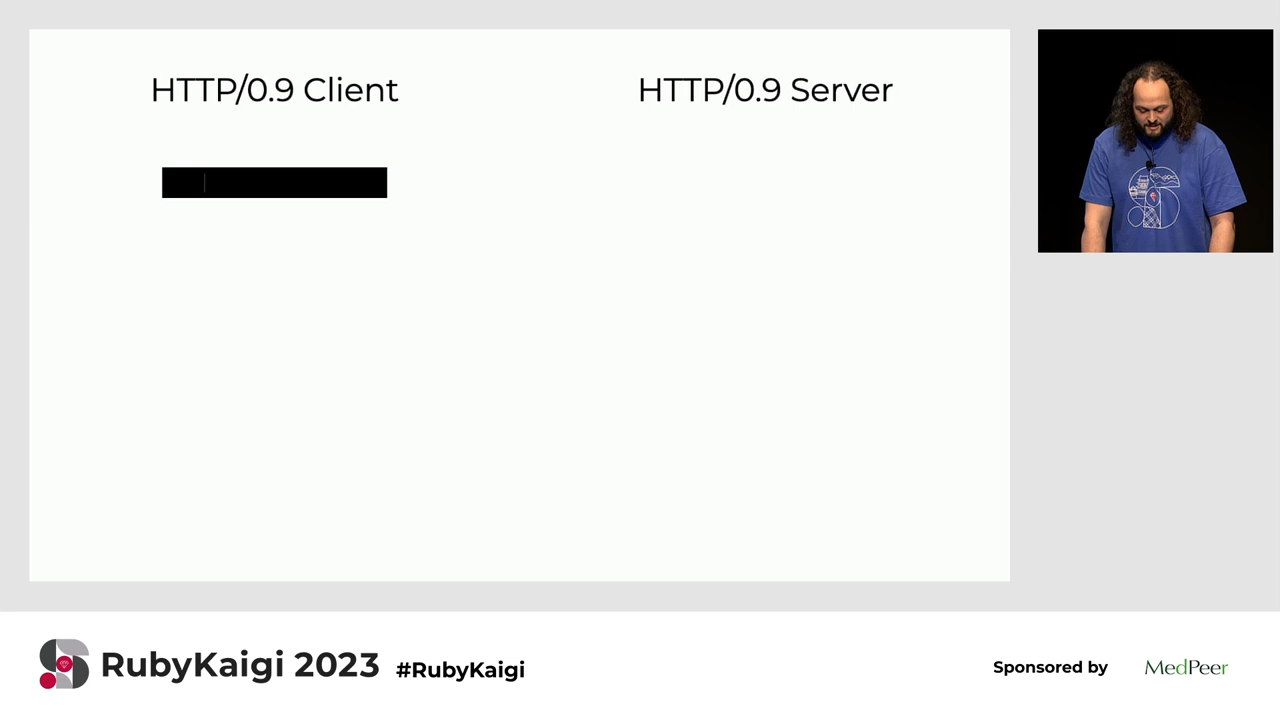 HTTP/0.9 Client
HTTP/0.9 Server
RubyKaigi 2023 #RubyKaigi
Sponsored by MedPeer